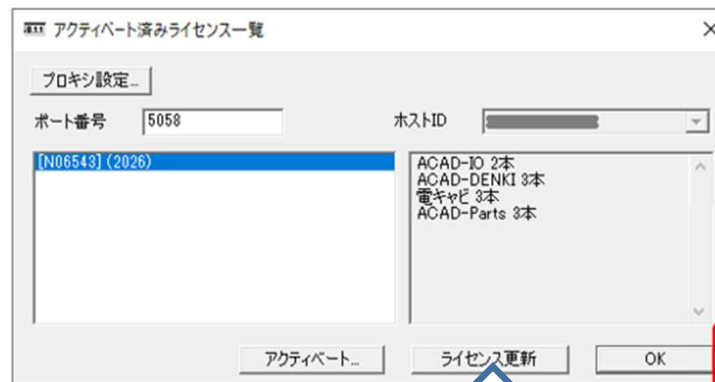 アクティベート済みライセンス一覧
プロキシ設定...
ポート番号 5058 ホストID
[N06543] (2026)
ACAD-IO 2本
ACAD-DENKI 3本
電キャビ 3本
ACAD-Parts 3本
アクティベート... ライセンス更新 OK